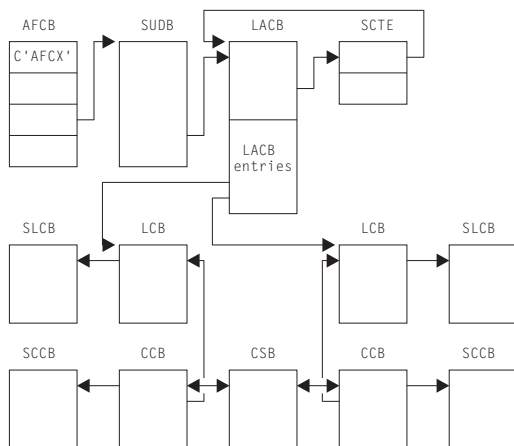 AFCB SUDB LACB SCTE
C'AFCX'
LACB
entries
SLCB LCB LCB SLCB
SCCB CCB CSB CCB SCCB